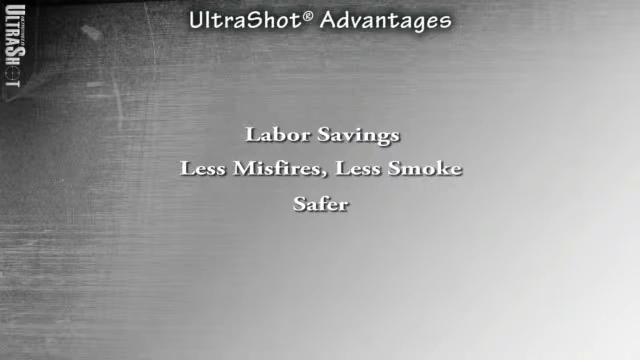 UltraShot® Advantages
ULTRASHOT
Labor Savings
Less Misfires, Less Smoke
Safer